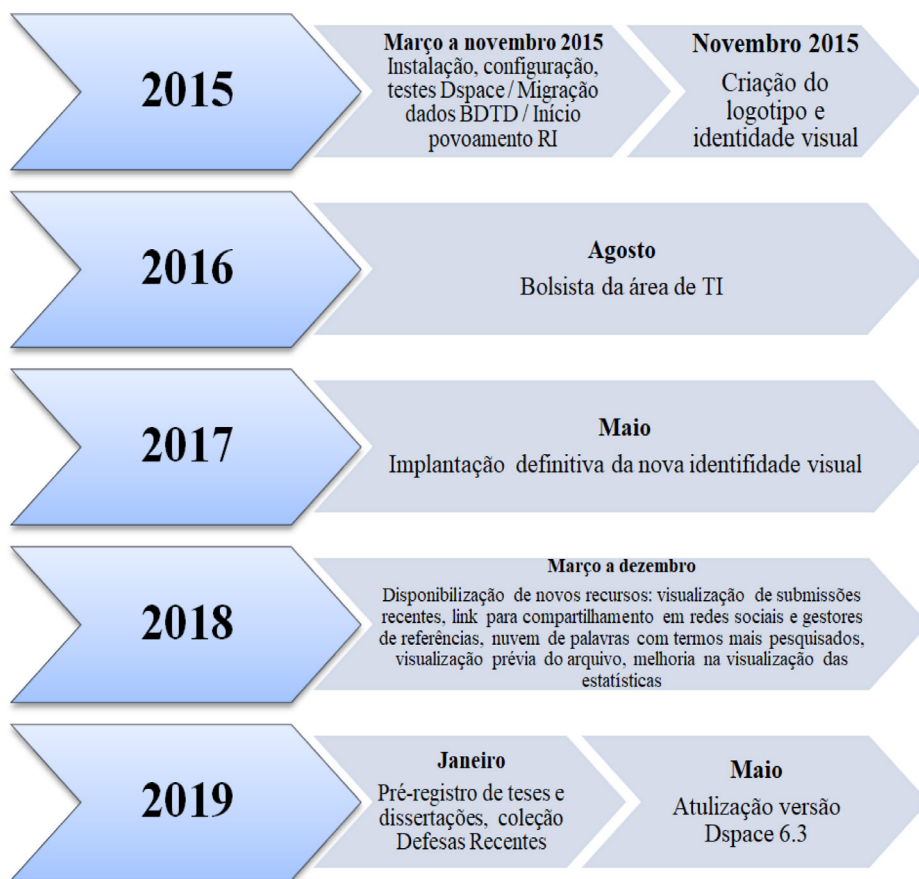 2015
Março a novembro 2015
Instalação, configuração,
testes Dspace / Migração
dados BDTD / Início
povoamento RI
Novembro 2015
Criação do
logotipo e
identidade visual
2016
Agosto
Bolsista da área de TI
2017
Maio
Implantação definitiva da nova identifidade visual
2018
Março a dezembro
Disponibilização de novos recursos: visualização de submissões
recentes, link para compartilhamento em redes sociais e gestores
de referências, nuvem de palavras com termos mais pesquisados,
visualização prévia do arquivo, melhoria na visualização das
estatísticas
2019
Janeiro
Pré-registro de teses e
dissertações, coleção
Defesas Recentes
Maio
Atulização versão
Dspace 6.3